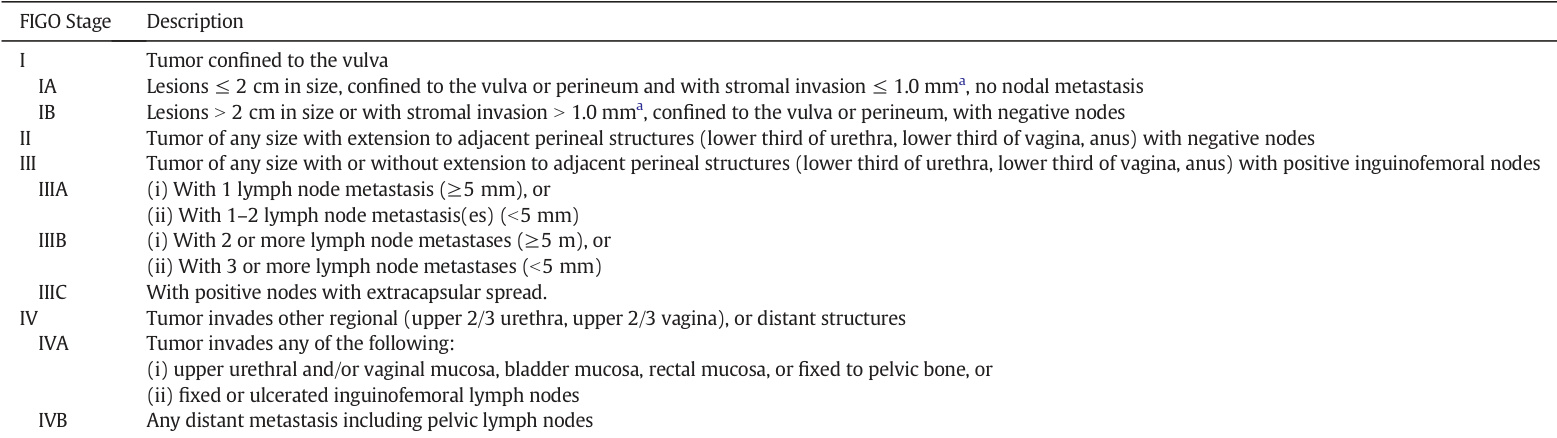 FIGO Stage Description
I Tumor confined to the vulva
IA Lesions ≤ 2 cm in size, confined to the vulva or perineum and with stromal invasion ≤ 1.0 mmᵃ, no nodal metastasis
IB Lesions > 2 cm in size or with stromal invasion > 1.0 mmᵃ, confined to the vulva or perineum, with negative nodes
II Tumor of any size with extension to adjacent perineal structures (lower third of urethra, lower third of vagina, anus) with negative nodes
III Tumor of any size with or without extension to adjacent perineal structures (lower third of urethra, lower third of vagina, anus) with positive inguinofemoral nodes
IIIA (i) With 1 lymph node metastasis (≥5 mm), or
(ii) With 1–2 lymph node metastasis(es) (<5 mm)
IIIB (i) With 2 or more lymph node metastases (≥5 m), or
(ii) With 3 or more lymph node metastases (<5 mm)
IIIC With positive nodes with extracapsular spread.
IV Tumor invades other regional (upper 2/3 urethra, upper 2/3 vagina), or distant structures
IVA Tumor invades any of the following:
(i) upper urethral and/or vaginal mucosa, bladder mucosa, rectal mucosa, or fixed to pelvic bone, or
(ii) fixed or ulcerated inguinofemoral lymph nodes
IVB Any distant metastasis including pelvic lymph nodes